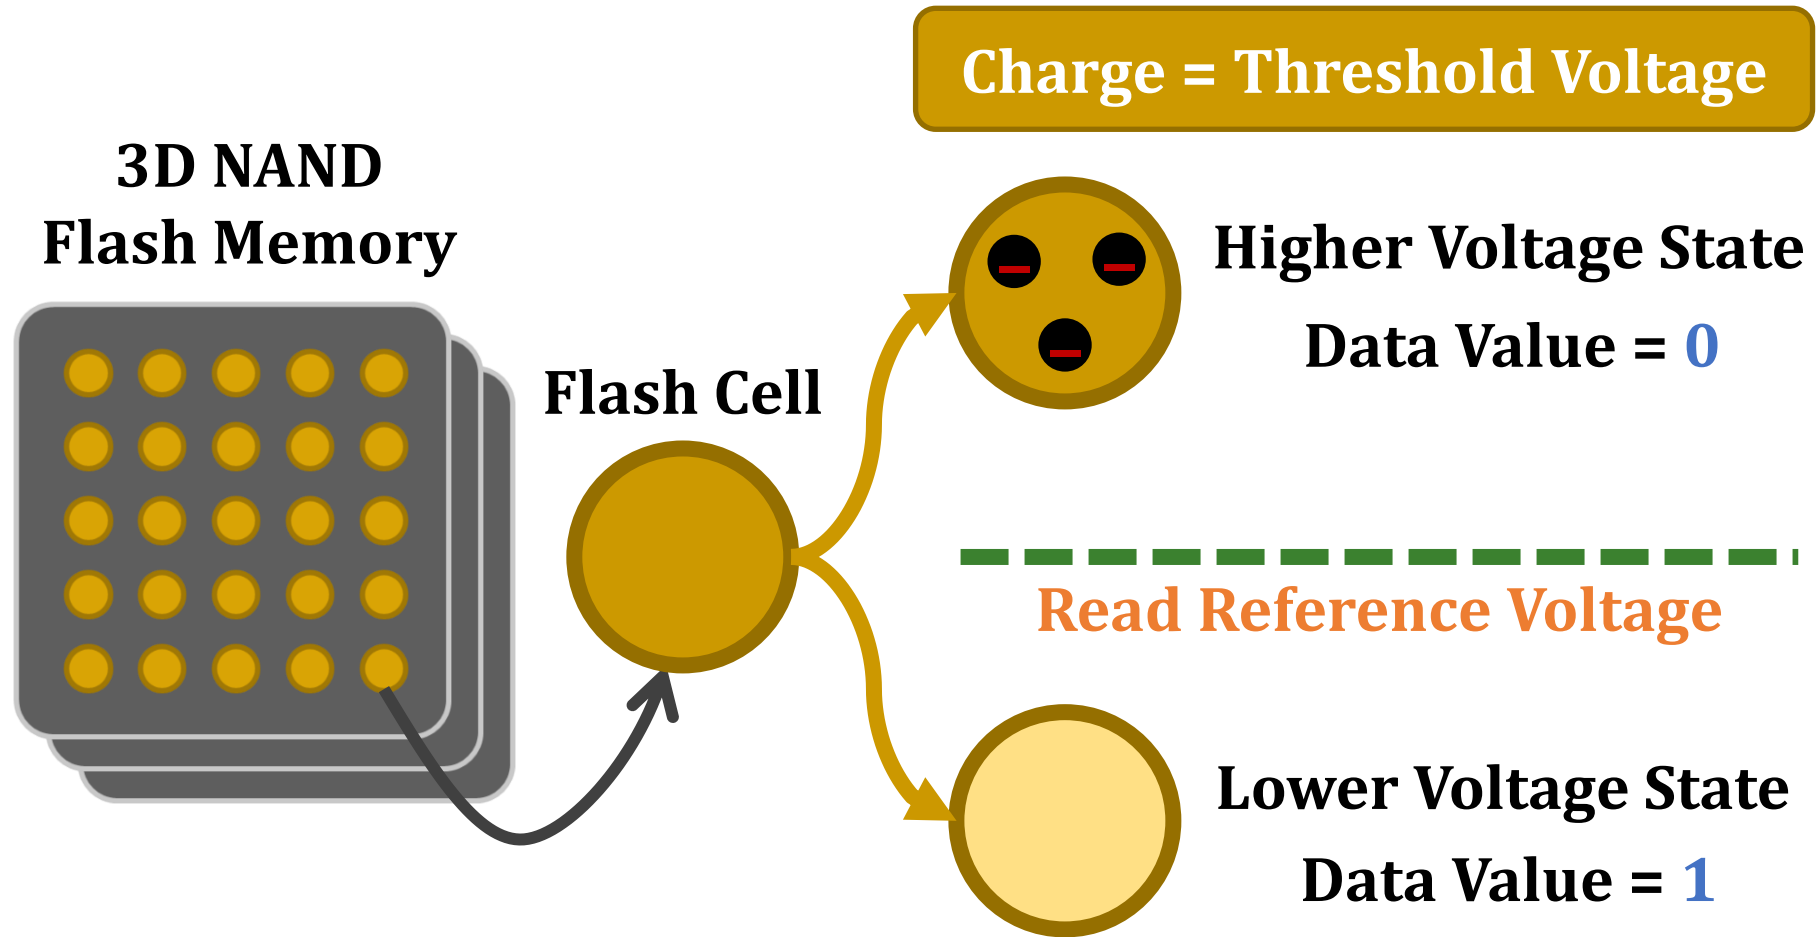 Charge = Threshold Voltage
3D NAND
Flash Memory
Flash Cell
Higher Voltage State
Data Value = 0
Read Reference Voltage
Lower Voltage State
Data Value = 1